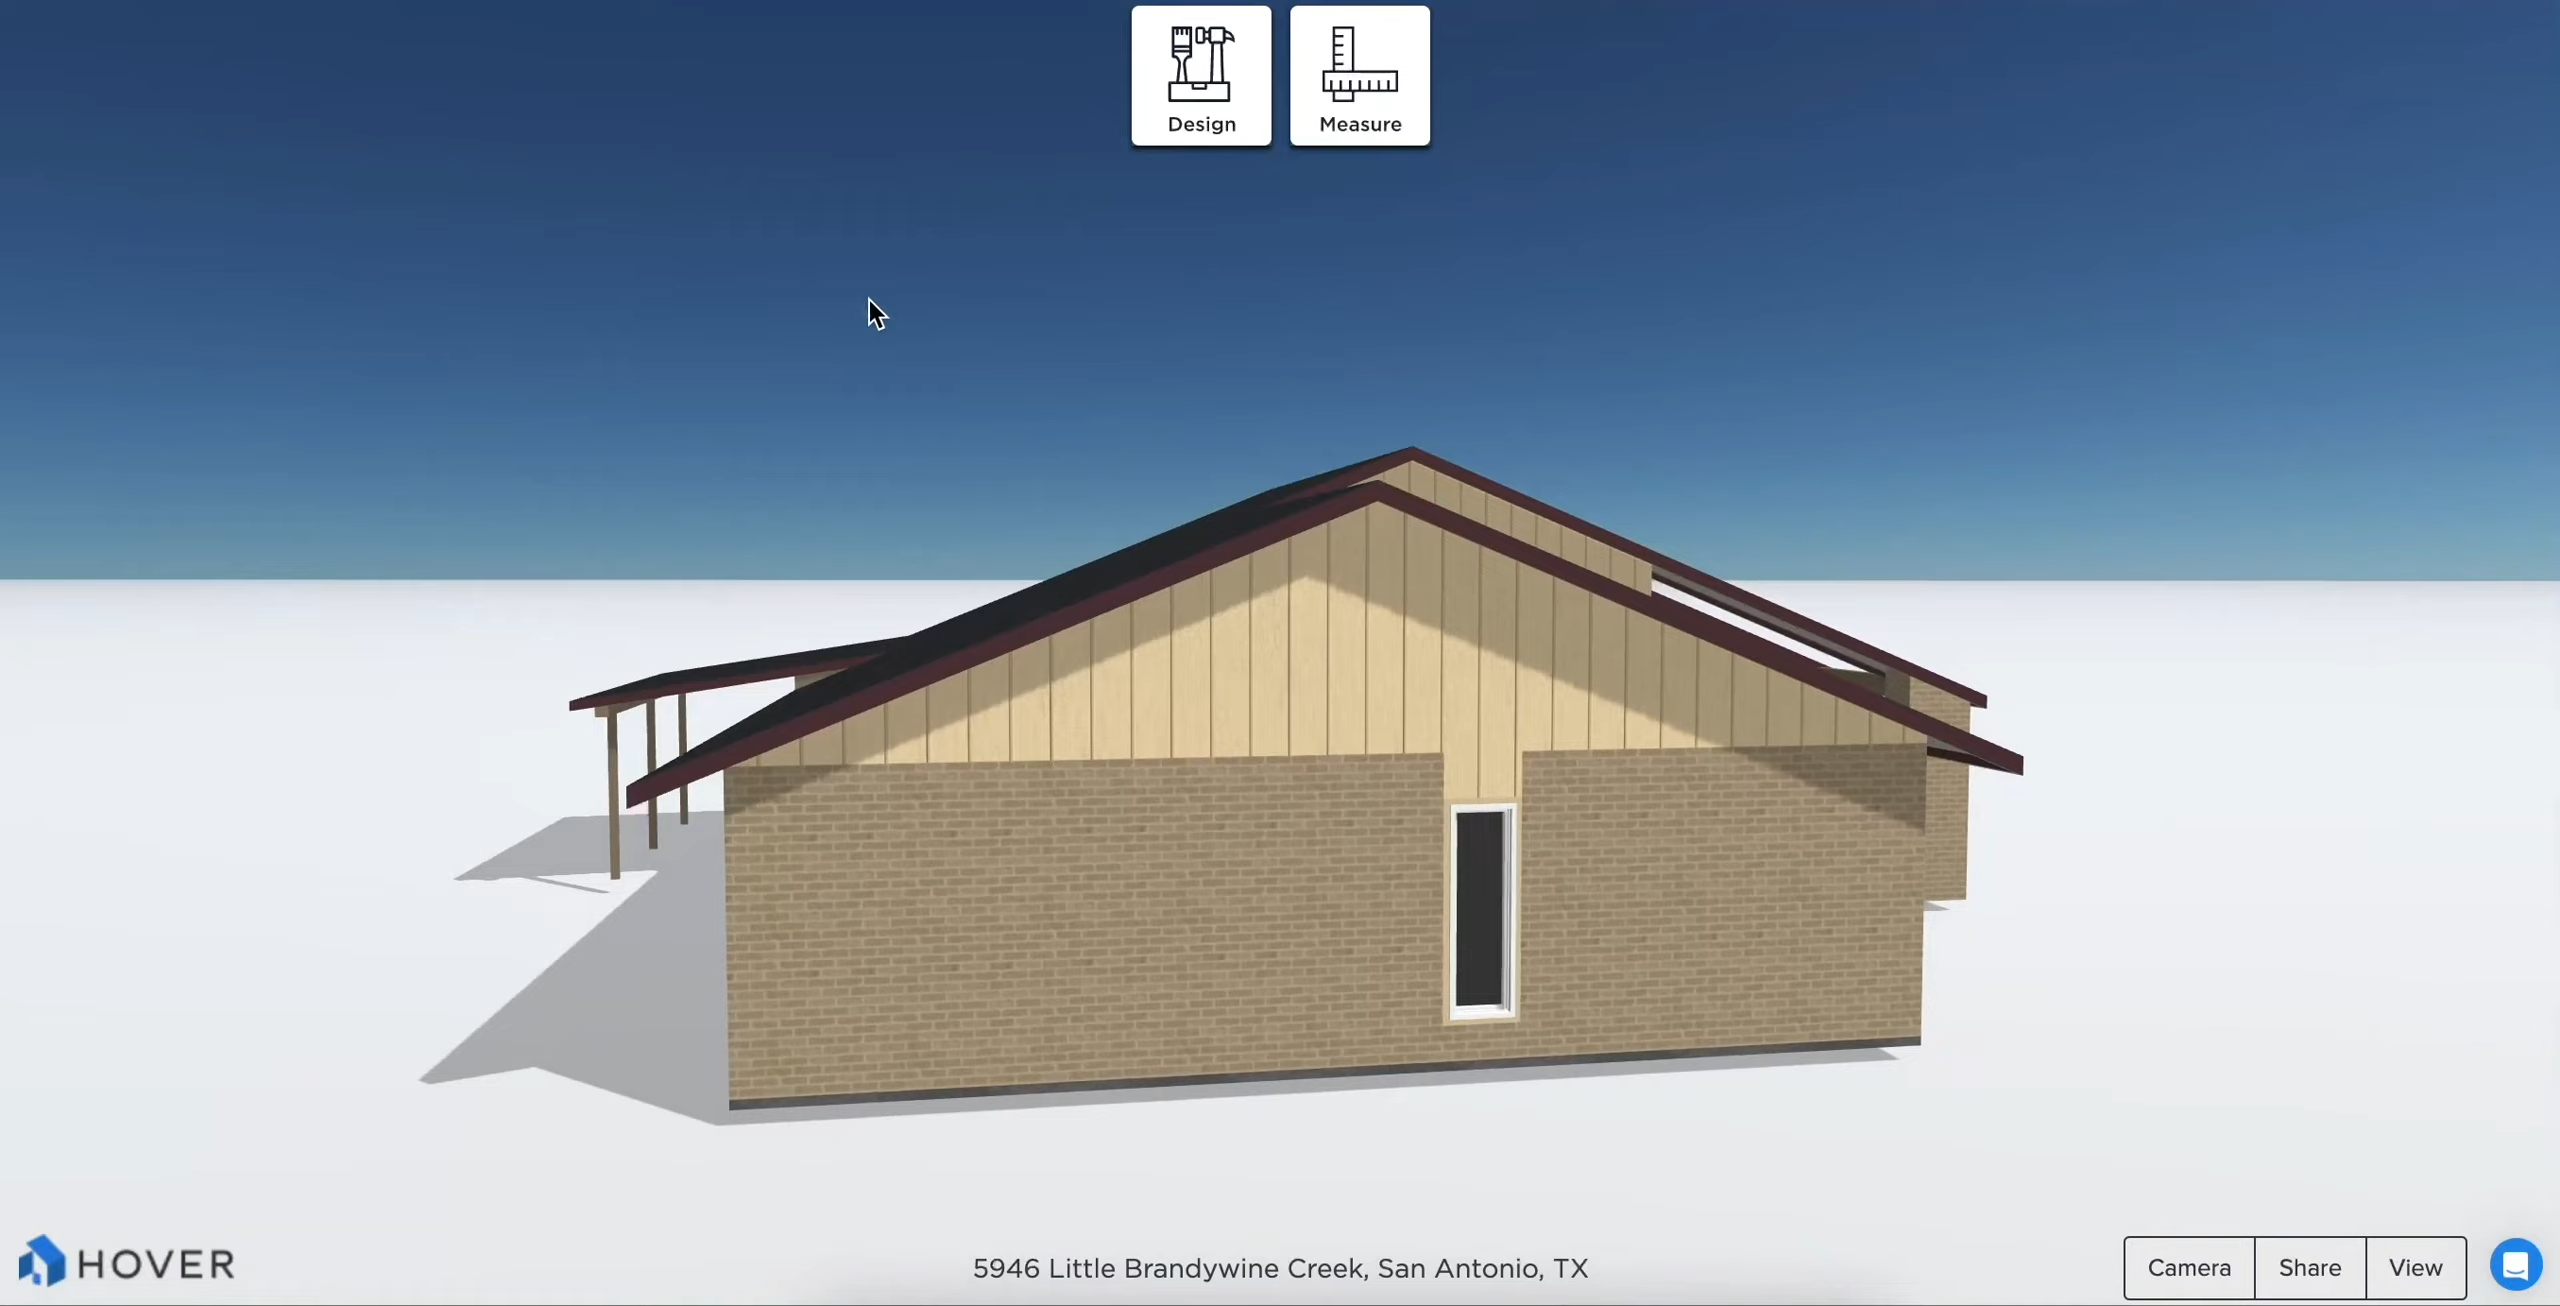 Design
Measure
HOVER
5946 Little Brandywine Creek, San Antonio, TX
Camera
Share
View